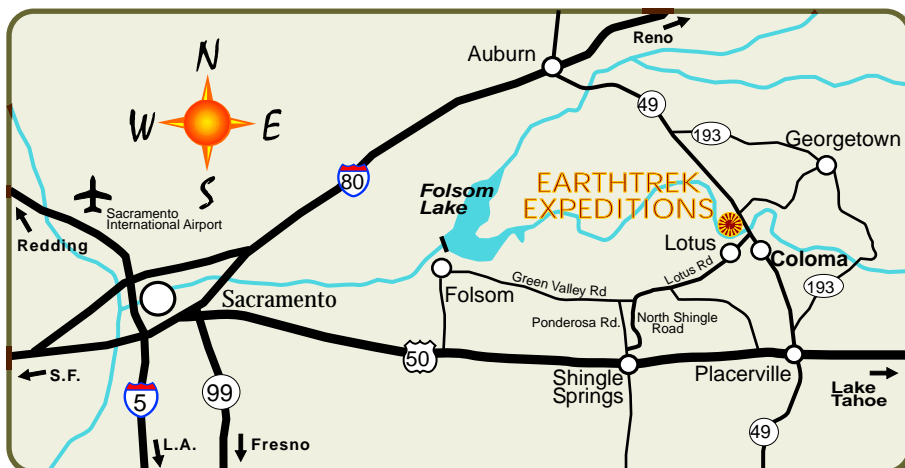 Reno
Auburn
N
49
193
Georgetown
W
E
80
S
Folsom
Lake
EARTHTREK
EXPEDITIONS
Sacramento
International Airport
Redding
Lotus
Coloma
Lotus Rd
Folsom
Green Valley Rd
193
Sacramento
Ponderosa Rd.
North Shingle
Road
50
S.F.
5
99
Shingle
Springs
Placerville
Lake
Tahoe
L.A.
Fresno
49